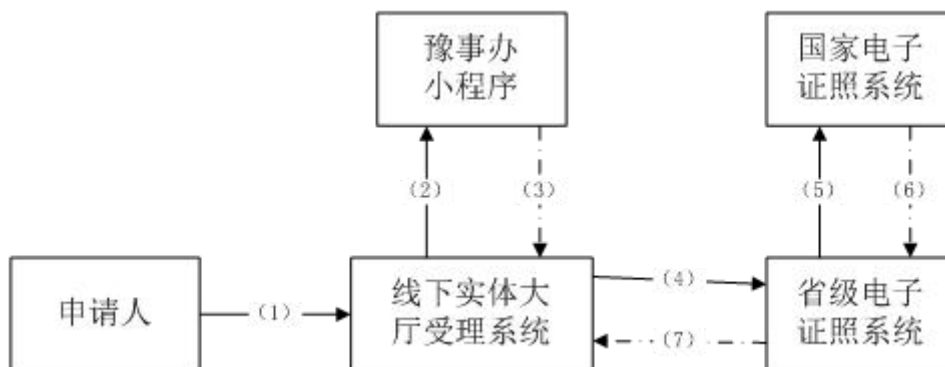 豫事办
小程序
国家电子
证照系统
（2）
（3）
（5）
（6）
申请人
（1）
线下实体大
厅受理系统
（4）
（7）
省级电子
证照系统